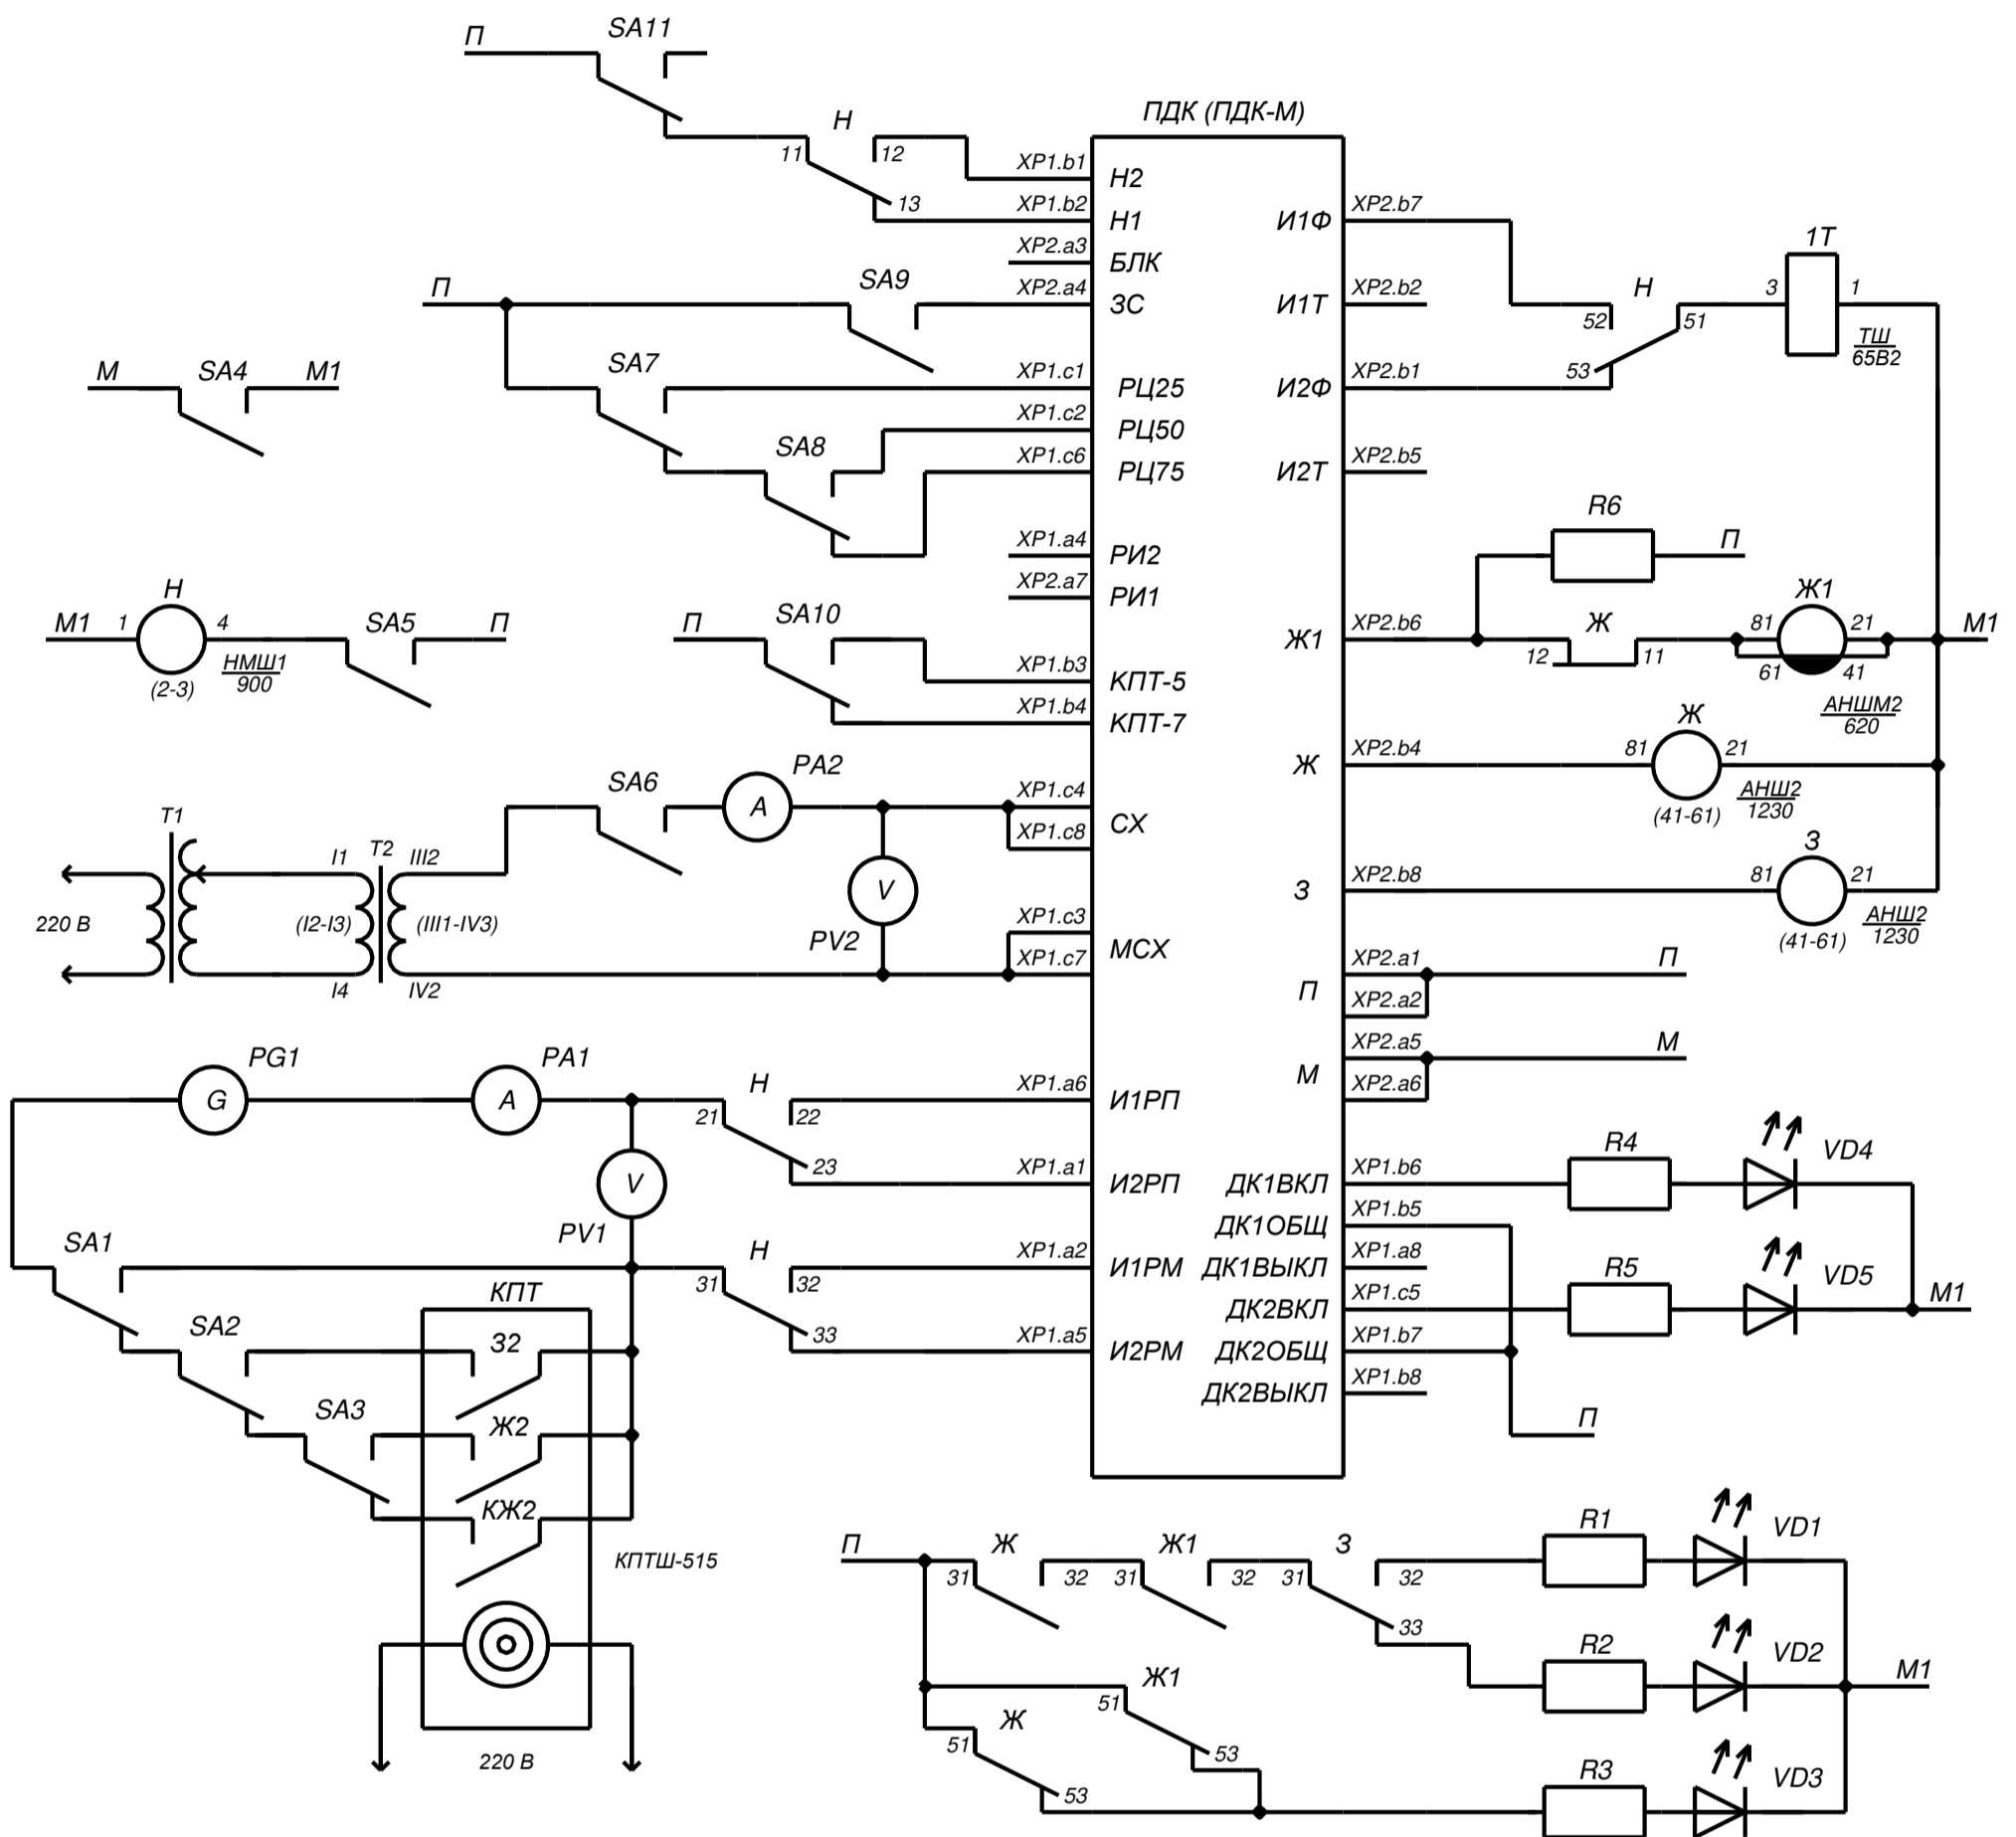 П SA11
ПДК (ПДК-М)
Н
11 12 XP1.b1 Н2
13 XP1.b2 Н1
XP2.a3 БЛК
П SA9 XP2.a4 ЗС
М SA4 М1
SA7 XP1.c1 РЦ25
XP1.c2 РЦ50
SA8 XP1.c6 РЦ75
XP1.a4 РИ2
XP2.a7 РИ1
Н
М1 1 4 SA5 П
НМШ1
900
(2-3)
П SA10
XP1.b3 КПТ-5
XP1.b4 КПТ-7
SA6 A PA2
XP1.c4
XP1.c8
СХ
T1 I1 T2 III2
220 В (I2-I3) (III1-IV3)
I4 IV2
V
PV2
XP1.c3
XP1.c7
МСХ
PG1 PA1
G A
Н
21 22 XP1.a6 И1РП
23 XP1.a1 И2РП
V
PV1
SA1
Н
31 32 XP1.a2 И1РМ
33 XP1.a5 И2РМ
КПТ
SA2 З2
SA3 Ж2
КЖ2
КПТШ-515
220 В
И1Ф XP2.b7
И1Т XP2.b2
И2Ф XP2.b1
И2Т XP2.b5
Н
52 51
53
1Т
3 1
ТШ
65В2
R6 П
Ж1 XP2.b6
Ж
12 11
Ж1
81 21 М1
61 41
АНШМ2
620
Ж XP2.b4
Ж
81 21
АНШ2
1230
(41-61)
З XP2.b8
З
81 21
АНШ2
1230
(41-61)
П XP2.a1 П
XP2.a2
М XP2.a5 М
XP2.a6
ДК1ВКЛ XP1.b6 R4 VD4
ДК1ОБЩ XP1.b5
ДК1ВЫКЛ XP1.a8
ДК2ВКЛ XP1.c5 R5 VD5 М1
ДК2ОБЩ XP1.b7
ДК2ВЫКЛ XP1.b8
П
П Ж Ж1 З R1 VD1
31 32 31 32 31 32
33
R2 VD2 М1
Ж1
51
53
Ж
51
53
R3 VD3